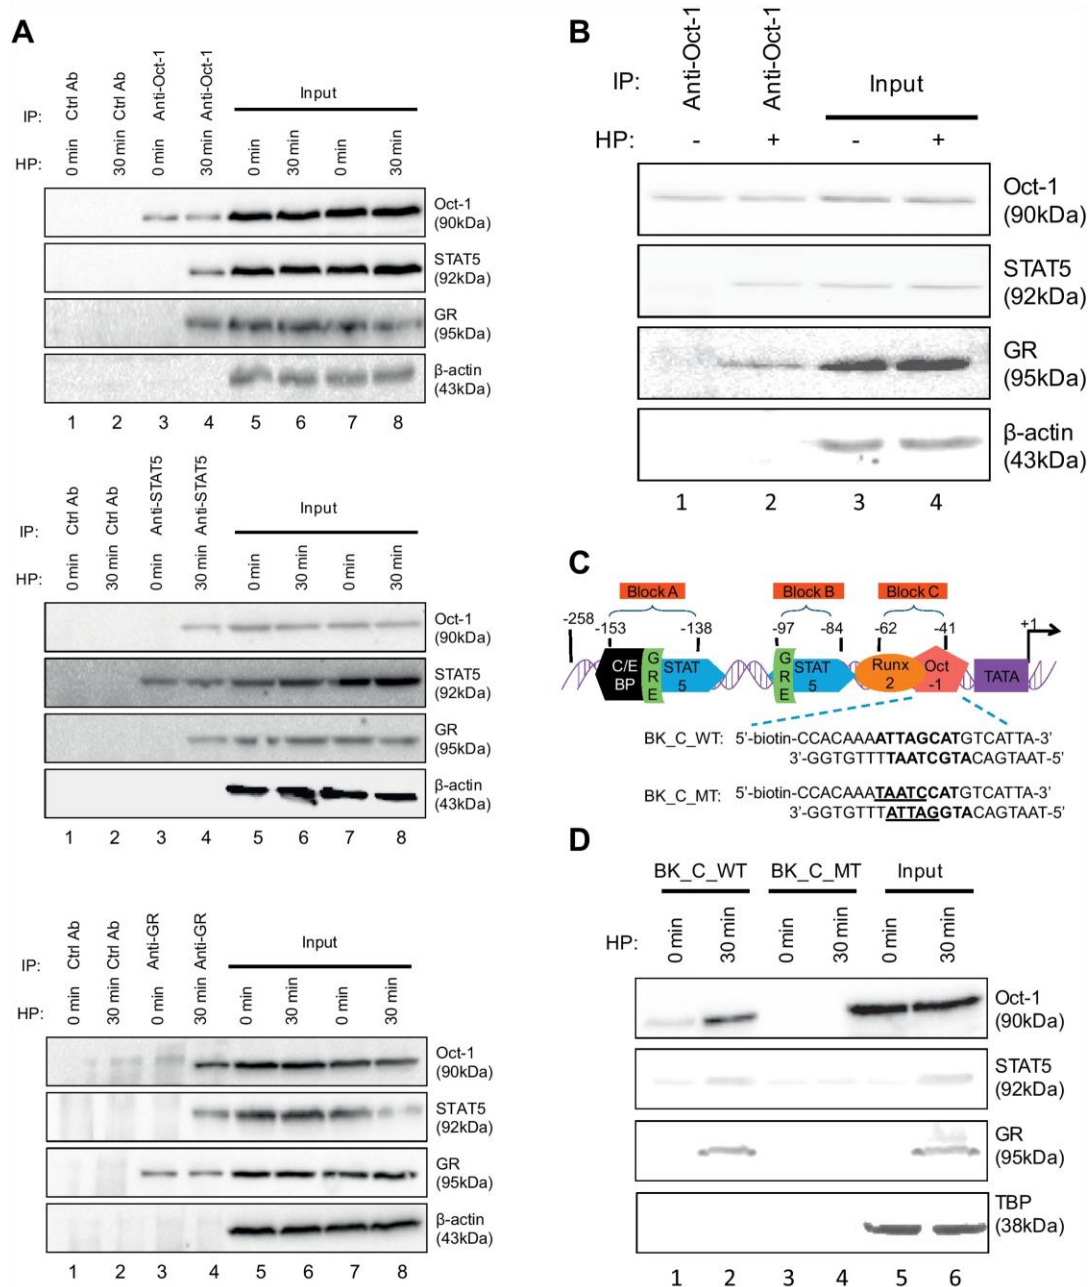 A
IP: Ctrl Ab Ctrl Ab Anti-Oct-1 Anti-Oct-1 Input
HP: 0 min 30 min 0 min 30 min 0 min 30 min 0 min 30 min
Oct-1
(90kDa)
STAT5
(92kDa)
GR
(95kDa)
β-actin
(43kDa)
1 2 3 4 5 6 7 8
IP: Ctrl Ab Ctrl Ab Anti-STAT5 Anti-STAT5 Input
HP: 0 min 30 min 0 min 30 min 0 min 30 min 0 min 30 min
Oct-1
(90kDa)
STAT5
(92kDa)
GR
(95kDa)
β-actin
(43kDa)
1 2 3 4 5 6 7 8
IP: Ctrl Ab Ctrl Ab Anti-GR Anti-GR Input
HP: 0 min 30 min 0 min 30 min 0 min 30 min 0 min 30 min
Oct-1
(90kDa)
STAT5
(92kDa)
GR
(95kDa)
β-actin
(43kDa)
1 2 3 4 5 6 7 8
B
IP: Anti-Oct-1 Anti-Oct-1 Input
HP: - + - +
Oct-1
(90kDa)
STAT5
(92kDa)
GR
(95kDa)
β-actin
(43kDa)
1 2 3 4
C
Block A Block B Block C
-258 -153 -138 -97 -84 -62 -41 +1
C/E
BP
G
R
E
STAT
5
G
R
E
STAT
5
Runx
2
Oct
-1
TATA
BK_C_WT: 5'-biotin-CCACAAAATTAGCATGTCATTA-3'
3'-GGTGTTTTAATCGTACAGTAAT-5'
BK_C_MT: 5'-biotin-CCACAAATAATCCATGTCATTA-3'
3'-GGTGTTTATTAGGTACAGTAAT-5'
D
BK_C_WT BK_C_MT Input
HP: 0 min 30 min 0 min 30 min 0 min 30 min
Oct-1
(90kDa)
STAT5
(92kDa)
GR
(95kDa)
TBP
(38kDa)
1 2 3 4 5 6